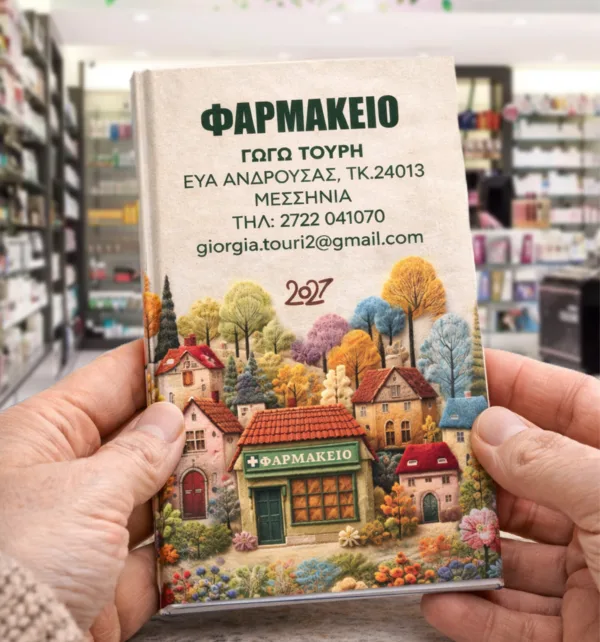 ΦΑΡΜΑΚΕΙΟ
ΓΩΓΩ ΤΟΥΡΗ
ΕΥΑ ΑΝΔΡΟΥΣΑΣ, ΤΚ.24013
ΜΕΣΣΗΝΙΑ
ΤΗΛ: 2722 041070
giorgia.touri2@gmail.com
2027
ΦΑΡΜΑΚΕΙΟ